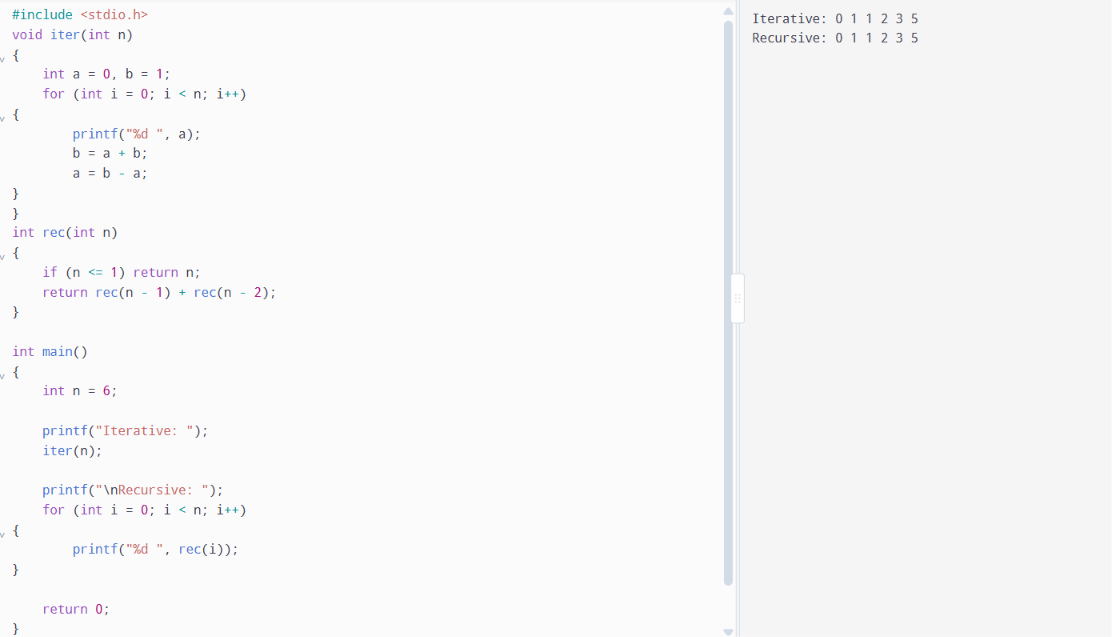 #include <stdio.h>
void iter(int n)
{
    int a = 0, b = 1;
    for (int i = 0; i < n; i++)
{
        printf("%d ", a);
        b = a + b;
        a = b - a;
}
}
int rec(int n)
{
    if (n <= 1) return n;
    return rec(n - 1) + rec(n - 2);
}

int main()
{
    int n = 6;

    printf("Iterative: ");
    iter(n);

    printf("\nRecursive: ");
    for (int i = 0; i < n; i++)
{
        printf("%d ", rec(i));
}

    return 0;
}
Iterative: 0 1 1 2 3 5
Recursive: 0 1 1 2 3 5